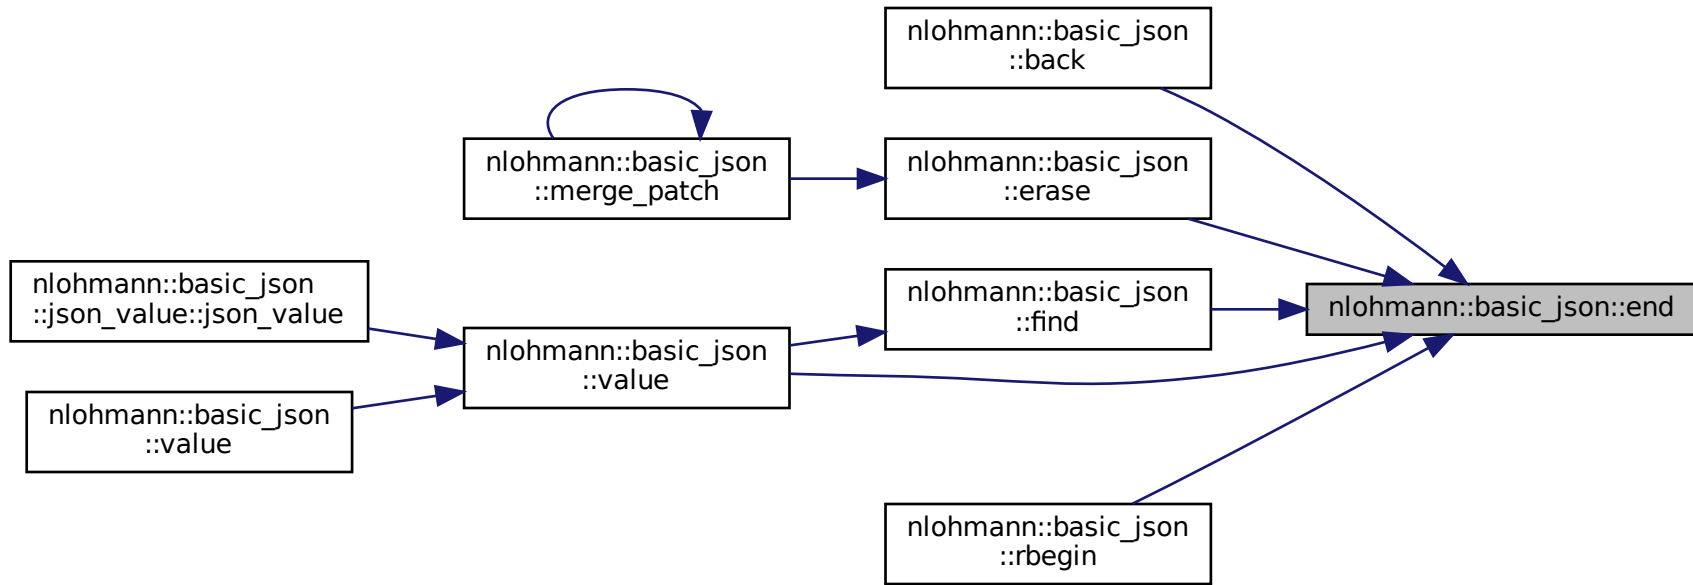 nlohmann::basic_json
::back
nlohmann::basic_json
::merge_patch
nlohmann::basic_json
::erase
nlohmann::basic_json
::json_value::json_value
nlohmann::basic_json
::value
nlohmann::basic_json
::find
nlohmann::basic_json::end
nlohmann::basic_json
::value
nlohmann::basic_json
::rbegin